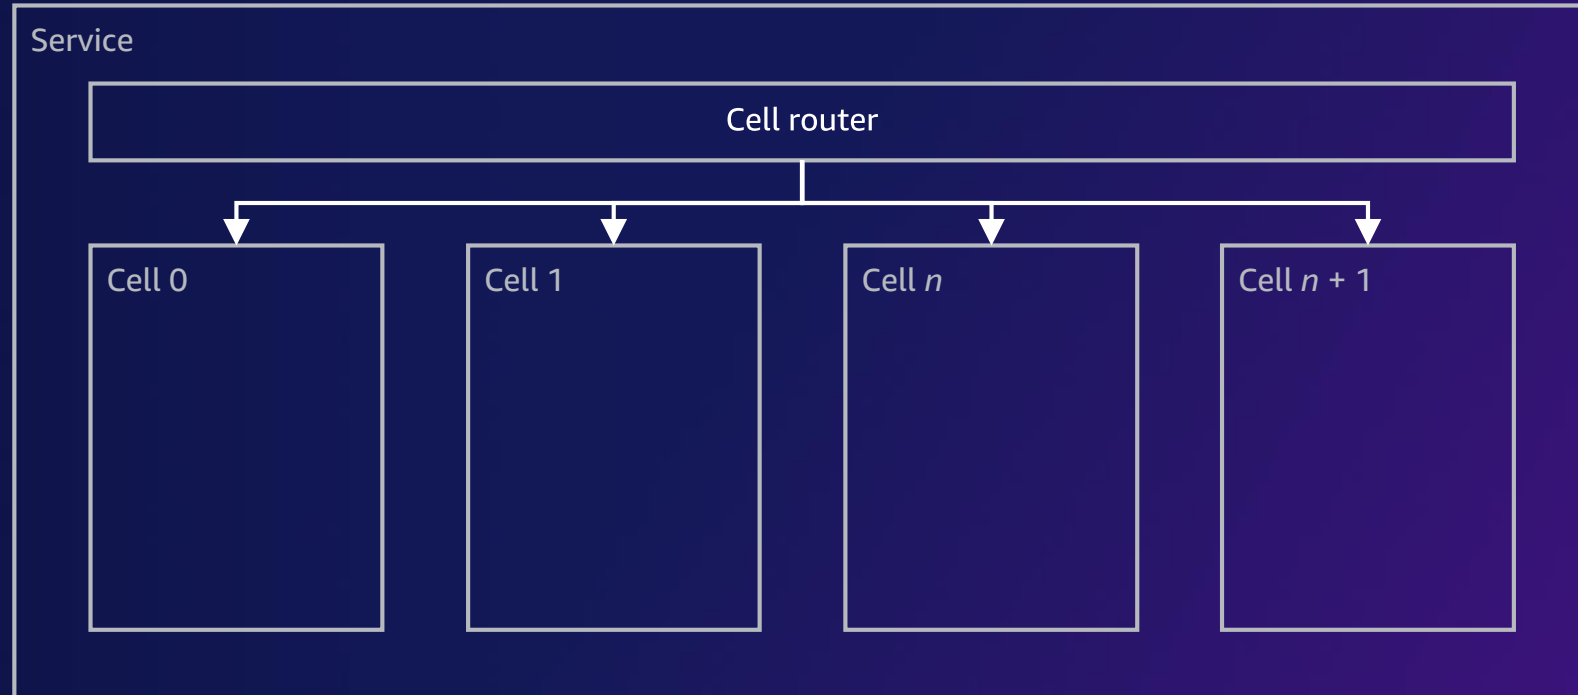 Service
Cell router
Cell 0
Cell 1
Cell n
Cell n + 1